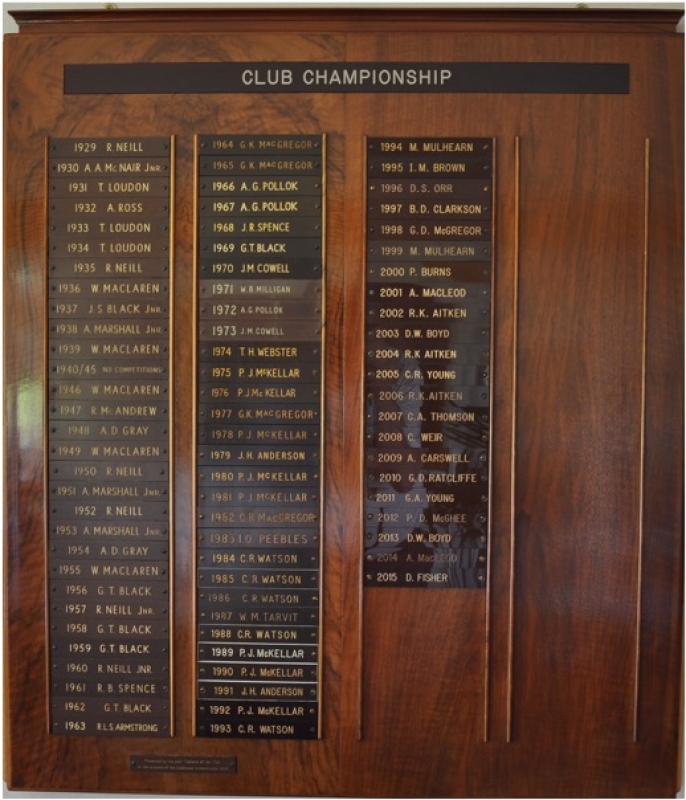 CLUB CHAMPIONSHIP
1929 R. NEILL
1930 A A Mc NAIR JNR.
1931 T. LOUDON
1932 A. ROSS
1933 T. LOUDON
1934 T. LOUDON
1935 R. NEILL
1936 W MACLAREN
1937 J.S BLACK JNR.
1938 A. MARSHALL JNR.
1939 W MACLAREN
1940/45 NO COMPETITIONS
1946 W MACLAREN
1947 R. Mc ANDREW
1948 A. D. GRAY
1949 W MACLAREN
1950 R. NEILL
1951 A. MARSHALL JNR.
1952 R. NEILL
1953 A. MARSHALL JNR.
1954 A. D. GRAY
1955 W MACLAREN
1956 G. T. BLACK
1957 R. NEILL JNR.
1958 G. T. BLACK
1959 G. T. BLACK
1960 R. NEILL JNR.
1961 R. B. SPENCE
1962 G. T. BLACK
1963 R.L.S ARMSTRONG
1964 G. K MACGREGOR
1965 G. K MACGREGOR
1966 A. G. POLLOK
1967 A. G. POLLOK
1968 J. R. SPENCE
1969 G.T. BLACK
1970 J.M. COWELL
1971 W.B. MILLIGAN
1972 A.G. POLLOK
1973 J.M. COWELL
1974 T. H. WEBSTER
1975 P. J. McKELLAR
1976 P.J.Mc KELLAR
1977 G.K. MACGREGOR
1978 P. J. McKELLAR
1979 J.H. ANDERSON
1980 P. J. McKELLAR
1981 P. J. McKELLAR
1982 G. K MACGREGOR
1983 I.O. PEEBLES
1984 C.R WATSON
1985 C. R WATSON
1986 C. R WATSON
1987 W. M. TARVIT
1988 C.R. WATSON
1989 P. J. McKELLAR
1990 P. J. McKELLAR
1991 J.H. ANDERSON
1992 P. J. McKELLAR
1993 C. R. WATSON
1994 M. MULHEARN
1995 I. M. BROWN
1996 D. S. ORR
1997 B.D. CLARKSON
1998 G. D. McGREGOR
1999 M. MULHEARN
2000 P. BURNS
2001 A. MACLEOD
2002 R.K. AITKEN
2003 D.W. BOYD
2004 R.K AITKEN
2005 C.R. YOUNG
2006 R.K.AITKEN
2007 C.A. THOMSON
2008 C. WEIR
2009 A. CARSWELL
2010 G.D.RATCLIFFE
2011 G.A. YOUNG
2012 P. D. McGHEE
2013 D.W. BOYD
2014 A. MacLEOD
2015 D. FISHER